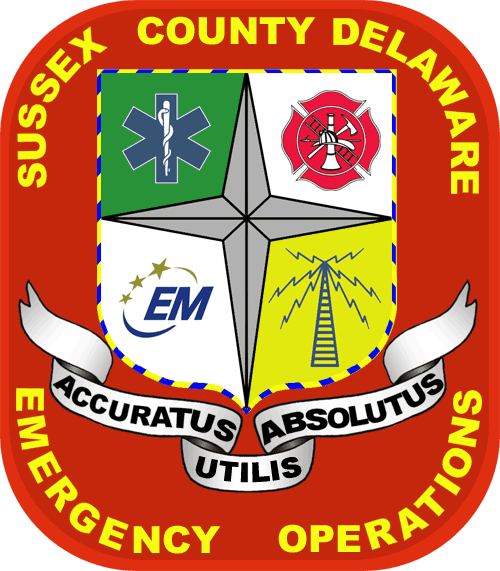 SUSSEX COUNTY DELAWARE
EM
ACCURATUS
UTILIS
ABSOLUTUS
EMERGENCY OPERATIONS